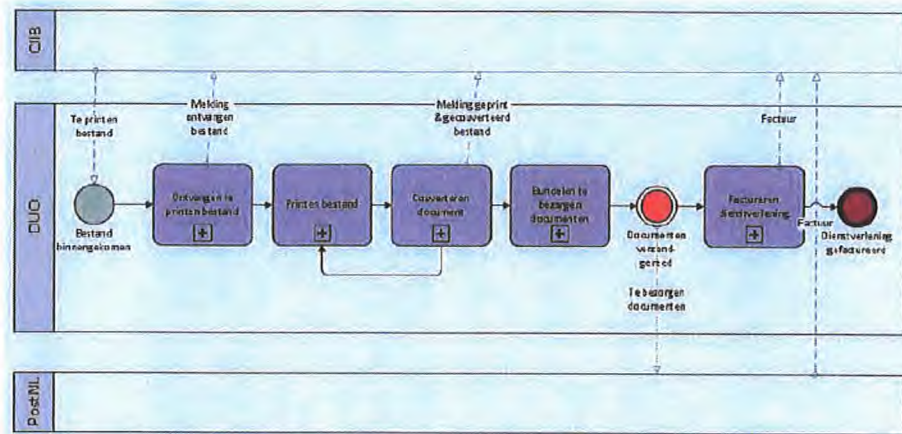 CJIB
Te printen
bestand
Melding
ontvangen
bestand
Melding geprint
& gecouverteerd
bestand
Factuur
DUO
Ontvangen te
printen bestand
Printen bestand
Couverteren
document
Bundelen te
bezorgen
documenten
Factureren
dienstverlening
Bestand
binnengekomen
Documenten
verzend-
gereed
Factuur
Dienstverlening
gefactureerd
Te bezorgen
documenten
PostNL